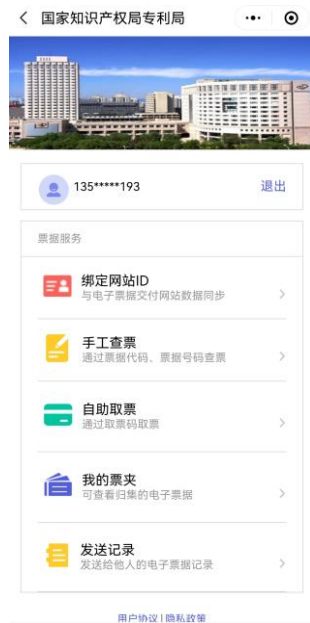 国家知识产权局专利局
135*****193
退出
票据服务
绑定网站ID
与电子票据交付网站数据同步
手工查票
通过票据代码、票据号码查票
自助取票
通过取票码取票
我的票夹
可查看归集的电子票据
发送记录
发送给他人的电子票据记录
用户协议|隐私政策